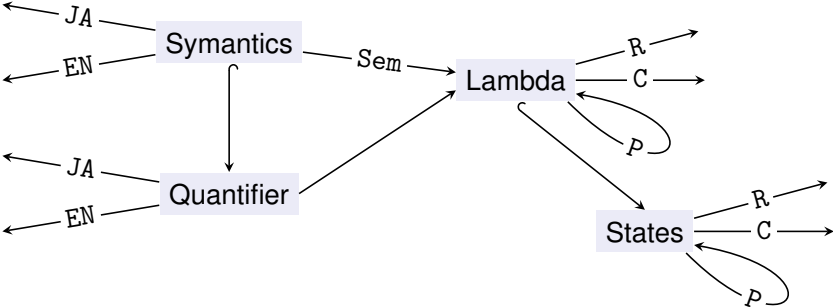 JA
Symantics
EN
Sem
R
Lambda
C
P
JA
Quantifier
EN
R
States
C
P